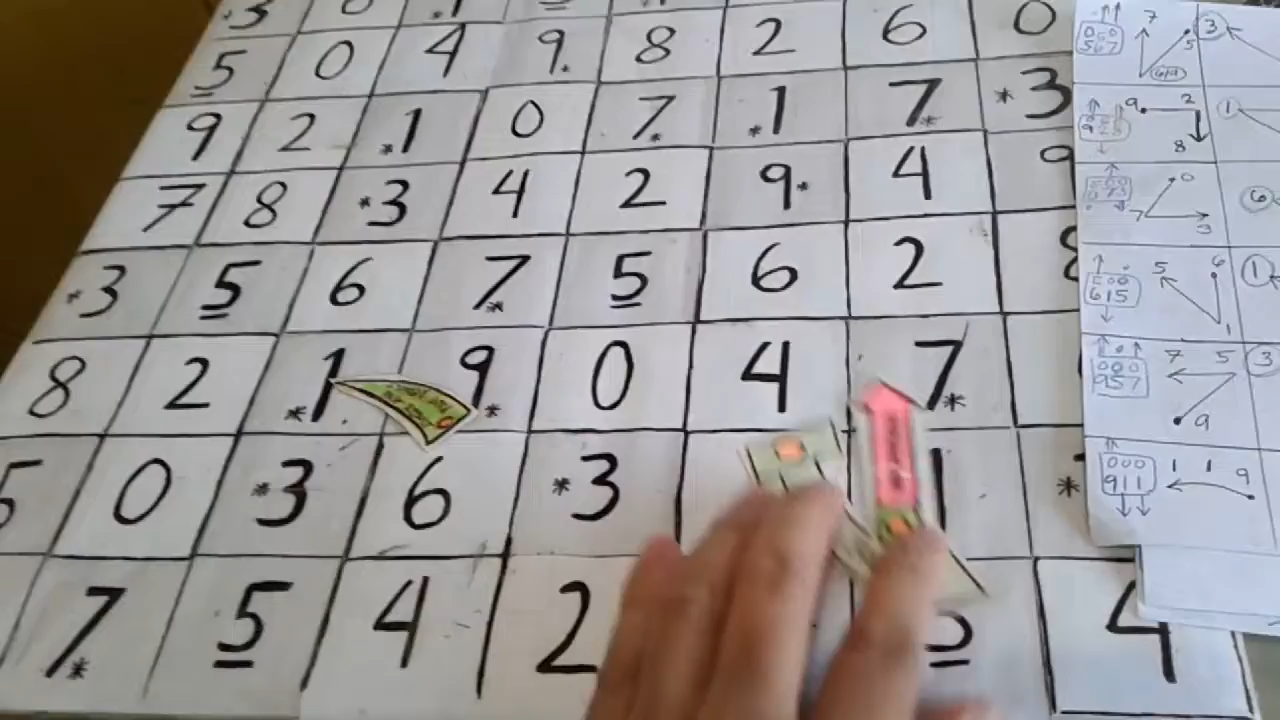 *3 0 .1 5
5 0 4 9. 8 2 6 0
9 2 *1 0 7* .1 7* *3
7 8 *3 4 2 9* 4 9
*3 5 6 7* 5 6 2 8
8 2 *1 9* 0 4 7*
5 0 *3 6 *3 1 *
7* 5 4 2 5 4
000
567
7
5
3
9
2
8
1
0
7
3
6
615
5
6
1
1
000
957
7 5
9
3
000
911
1 1 9